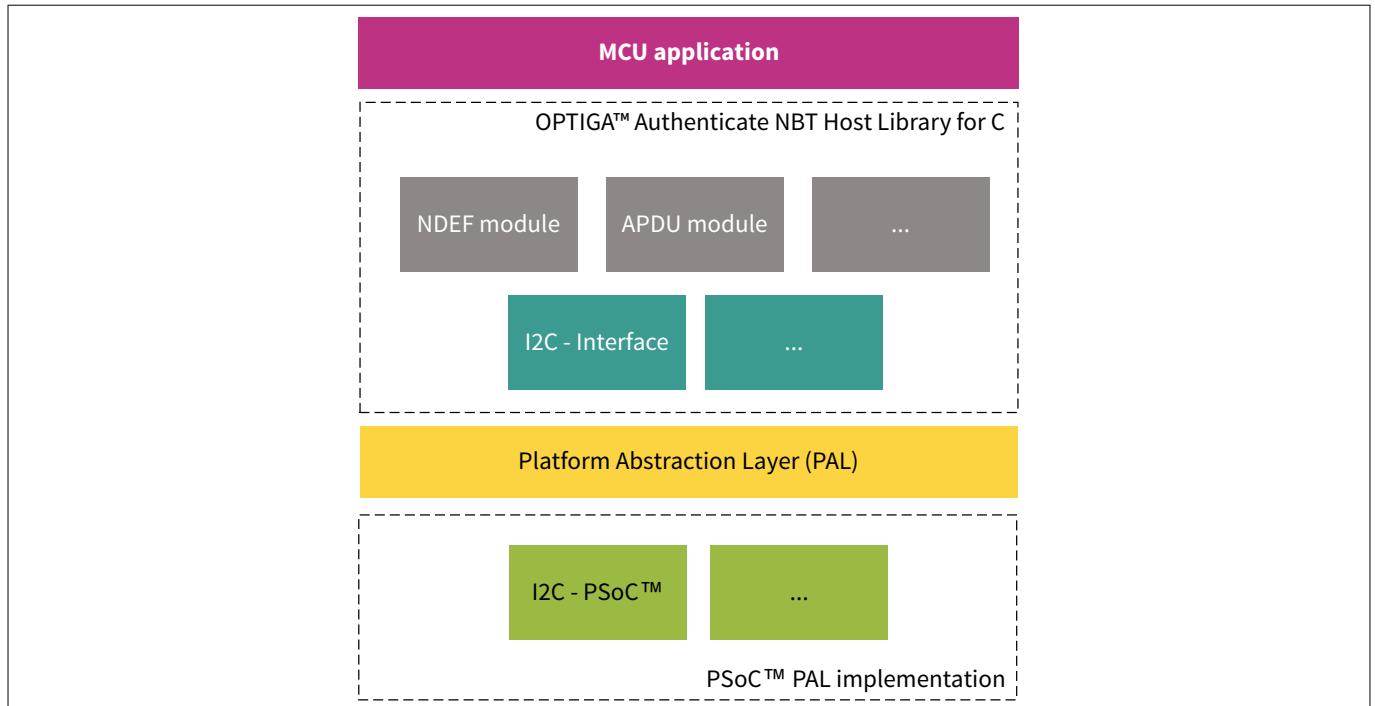 MCU application
OPTIGA™ Authenticate NBT Host Library for C
NDEF module
APDU module
...
I2C - Interface
...
Platform Abstraction Layer (PAL)
I2C - PSoC™
...
PSoC™ PAL implementation